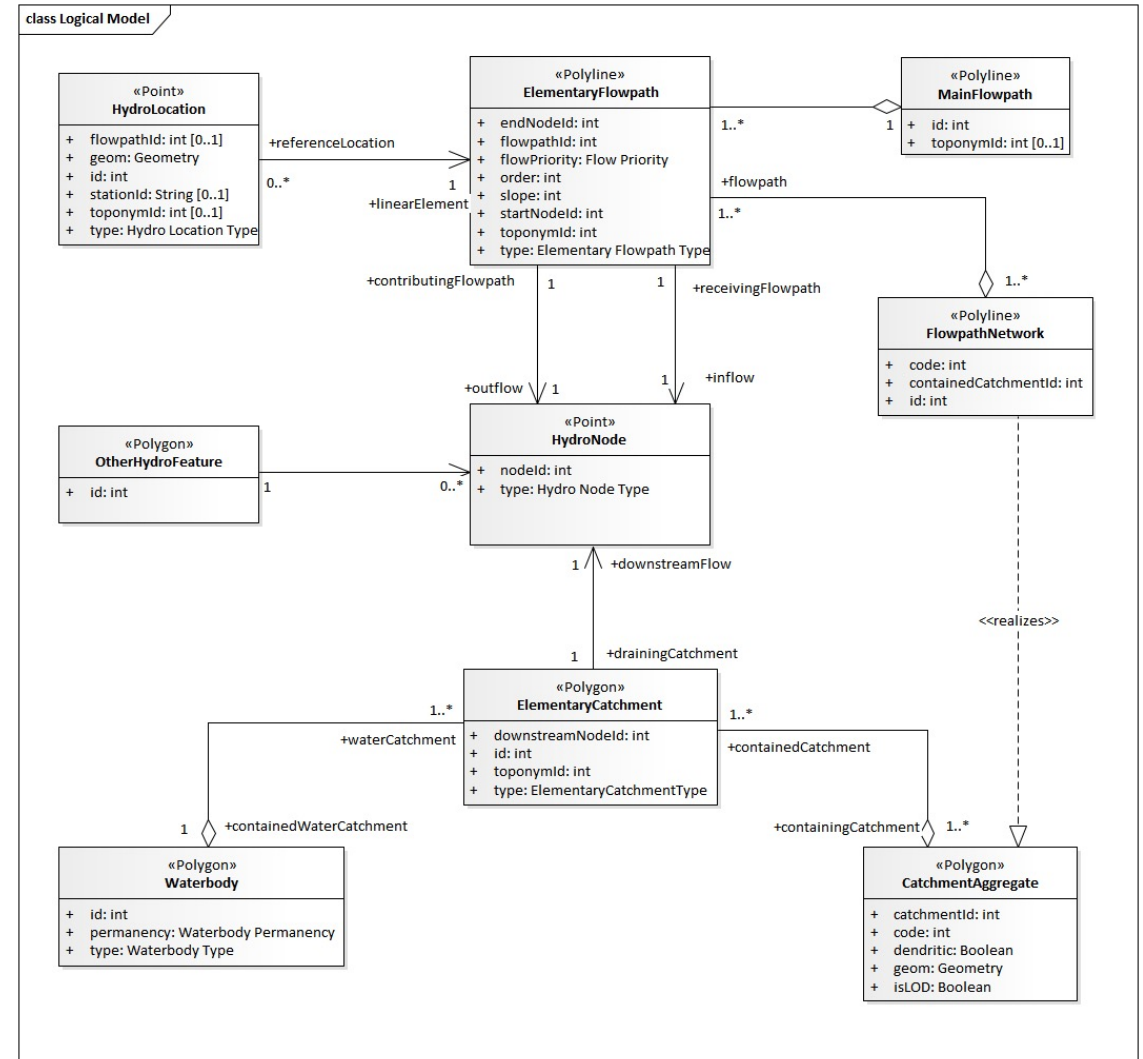 class Logical Model
«Point»
HydroLocation
+ flowpathId: int [0..1]
+ geom: Geometry
+ id: int
+ stationId: String [0..1]
+ toponymId: int [0..1]
+ type: Hydro Location Type
+referenceLocation
0..*
1
+linearElement
«Polyline»
ElementaryFlowpath
+ endNodeId: int
+ flowpathId: int
+ flowPriority: Flow Priority
+ order: int
+ slope: int
+ startNodeId: int
+ toponymId: int
+ type: Elementary Flowpath Type
1..*
1
«Polyline»
MainFlowpath
+ id: int
+ toponymId: int [0..1]
+flowpath
1..*
1..*
«Polyline»
FlowpathNetwork
+ code: int
+ containedCatchmentId: int
+ id: int
+contributingFlowpath
1
1
+receivingFlowpath
+outflow
1
1
+inflow
«Polygon»
OtherHydroFeature
+ id: int
1
0..*
«Point»
HydroNode
+ nodeId: int
+ type: Hydro Node Type
1
+downstreamFlow
<<realizes>>
1
+drainingCatchment
«Polygon»
ElementaryCatchment
+ downstreamNodeId: int
+ id: int
+ toponymId: int
+ type: ElementaryCatchmentType
1..*
+waterCatchment
1..*
+containedCatchment
1
+containedWaterCatchment
+containingCatchment
1..*
«Polygon»
Waterbody
+ id: int
+ permanency: Waterbody Permanency
+ type: Waterbody Type
«Polygon»
CatchmentAggregate
+ catchmentId: int
+ code: int
+ dendritic: Boolean
+ geom: Geometry
+ isLOD: Boolean